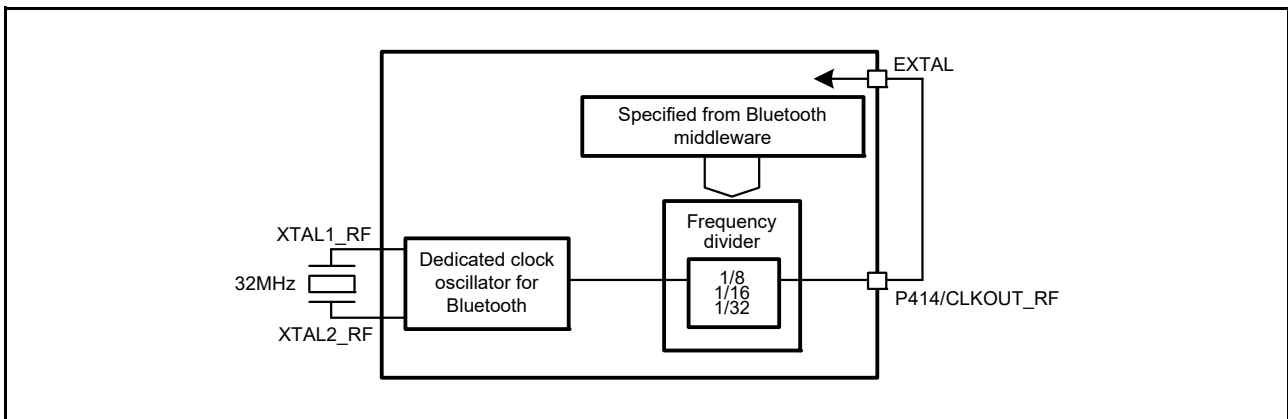 EXTAL
Specified from Bluetooth
middleware
Frequency
divider
XTAL1_RF
Dedicated clock
oscillator for
Bluetooth
1/8
1/16
1/32
32MHz
P414/CLKOUT_RF
XTAL2_RF